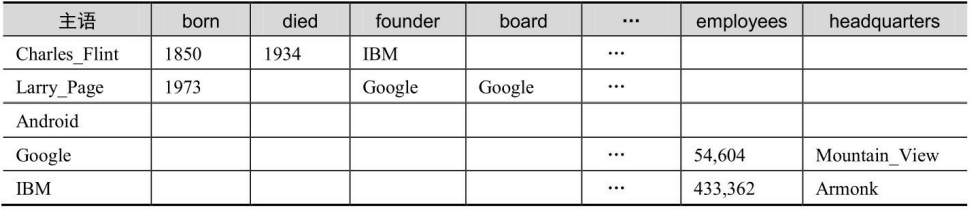 主语 born died founder board … employees headquarters
Charles_Flint 1850 1934 IBM …
Larry_Page 1973 Google Google …
Android
Google … 54,604 Mountain_View
IBM … 433,362 Armonk